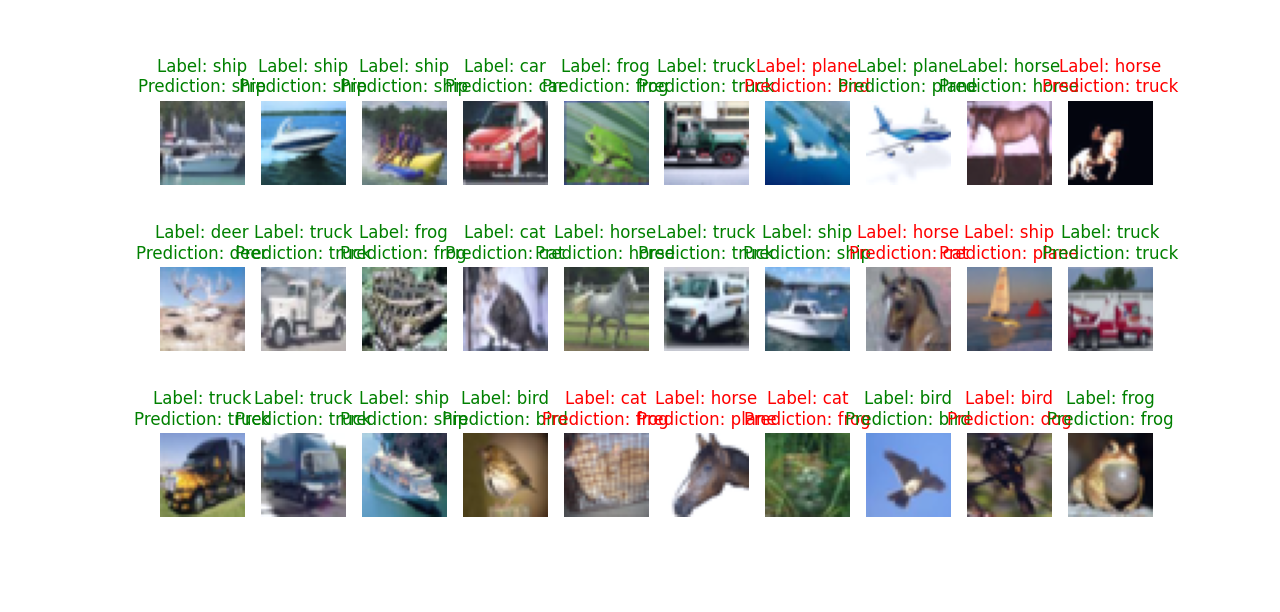 Label: ship Label: ship Label: ship Label: car Label: frog Label: truck Label: plane Label: plane Label: horse Label: horse
Prediction: ship Prediction: ship Prediction: ship Prediction: car Prediction: frog Prediction: truck Prediction: bird Prediction: plane Prediction: horse Prediction: truck
Label: deer Label: truck Label: frog Label: cat Label: horse Label: truck Label: ship Label: horse Label: ship Label: truck
Prediction: deer Prediction: truck Prediction: frog Prediction: cat Prediction: horse Prediction: truck Prediction: ship Prediction: cat Prediction: plane Prediction: truck
Label: truck Label: truck Label: ship Label: bird Label: cat Label: horse Label: cat Label: bird Label: bird Label: frog
Prediction: truck Prediction: truck Prediction: ship Prediction: bird Prediction: frog Prediction: plane Prediction: frog Prediction: bird Prediction: dog Prediction: frog